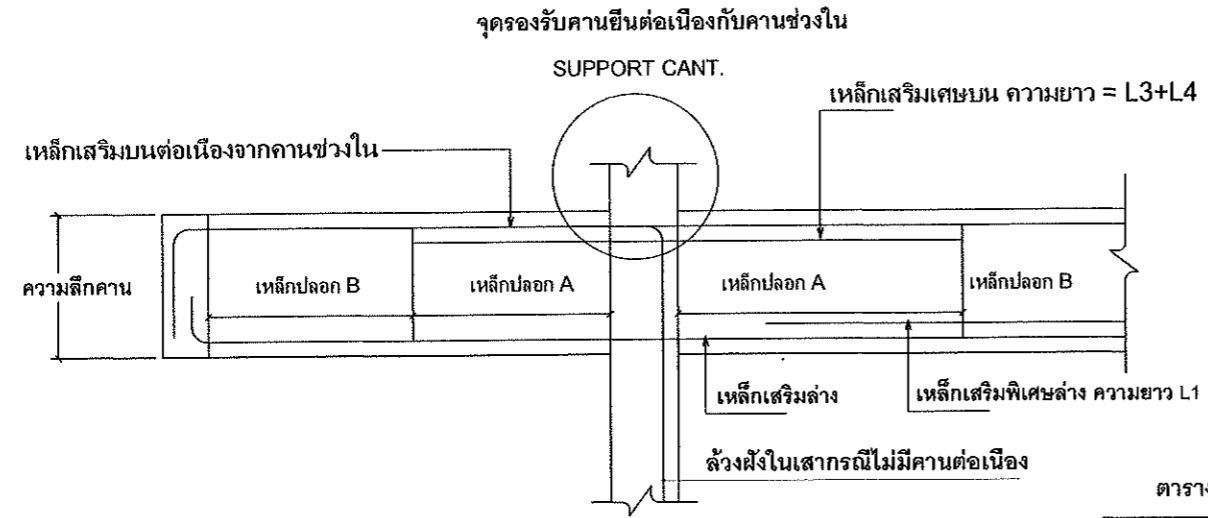 จุดรองรับคานยื่นต่อเนื่องกับคานช่วงใน
SUPPORT CANT.
เหล็กเสริมเศษบน ความยาว = L3+L4
เหล็กเสริมบนต่อเนื่องจากคานช่วงใน
ความลึกคาน
เหล็กปลอก B
เหล็กปลอก A
เหล็กปลอก A
เหล็กปลอก B
เหล็กเสริมล่าง
เหล็กเสริมพิเศษล่าง ความยาว L1
ล้วงฝังในเสากรณีไม่มีคานต่อเนื่อง
ตาราง